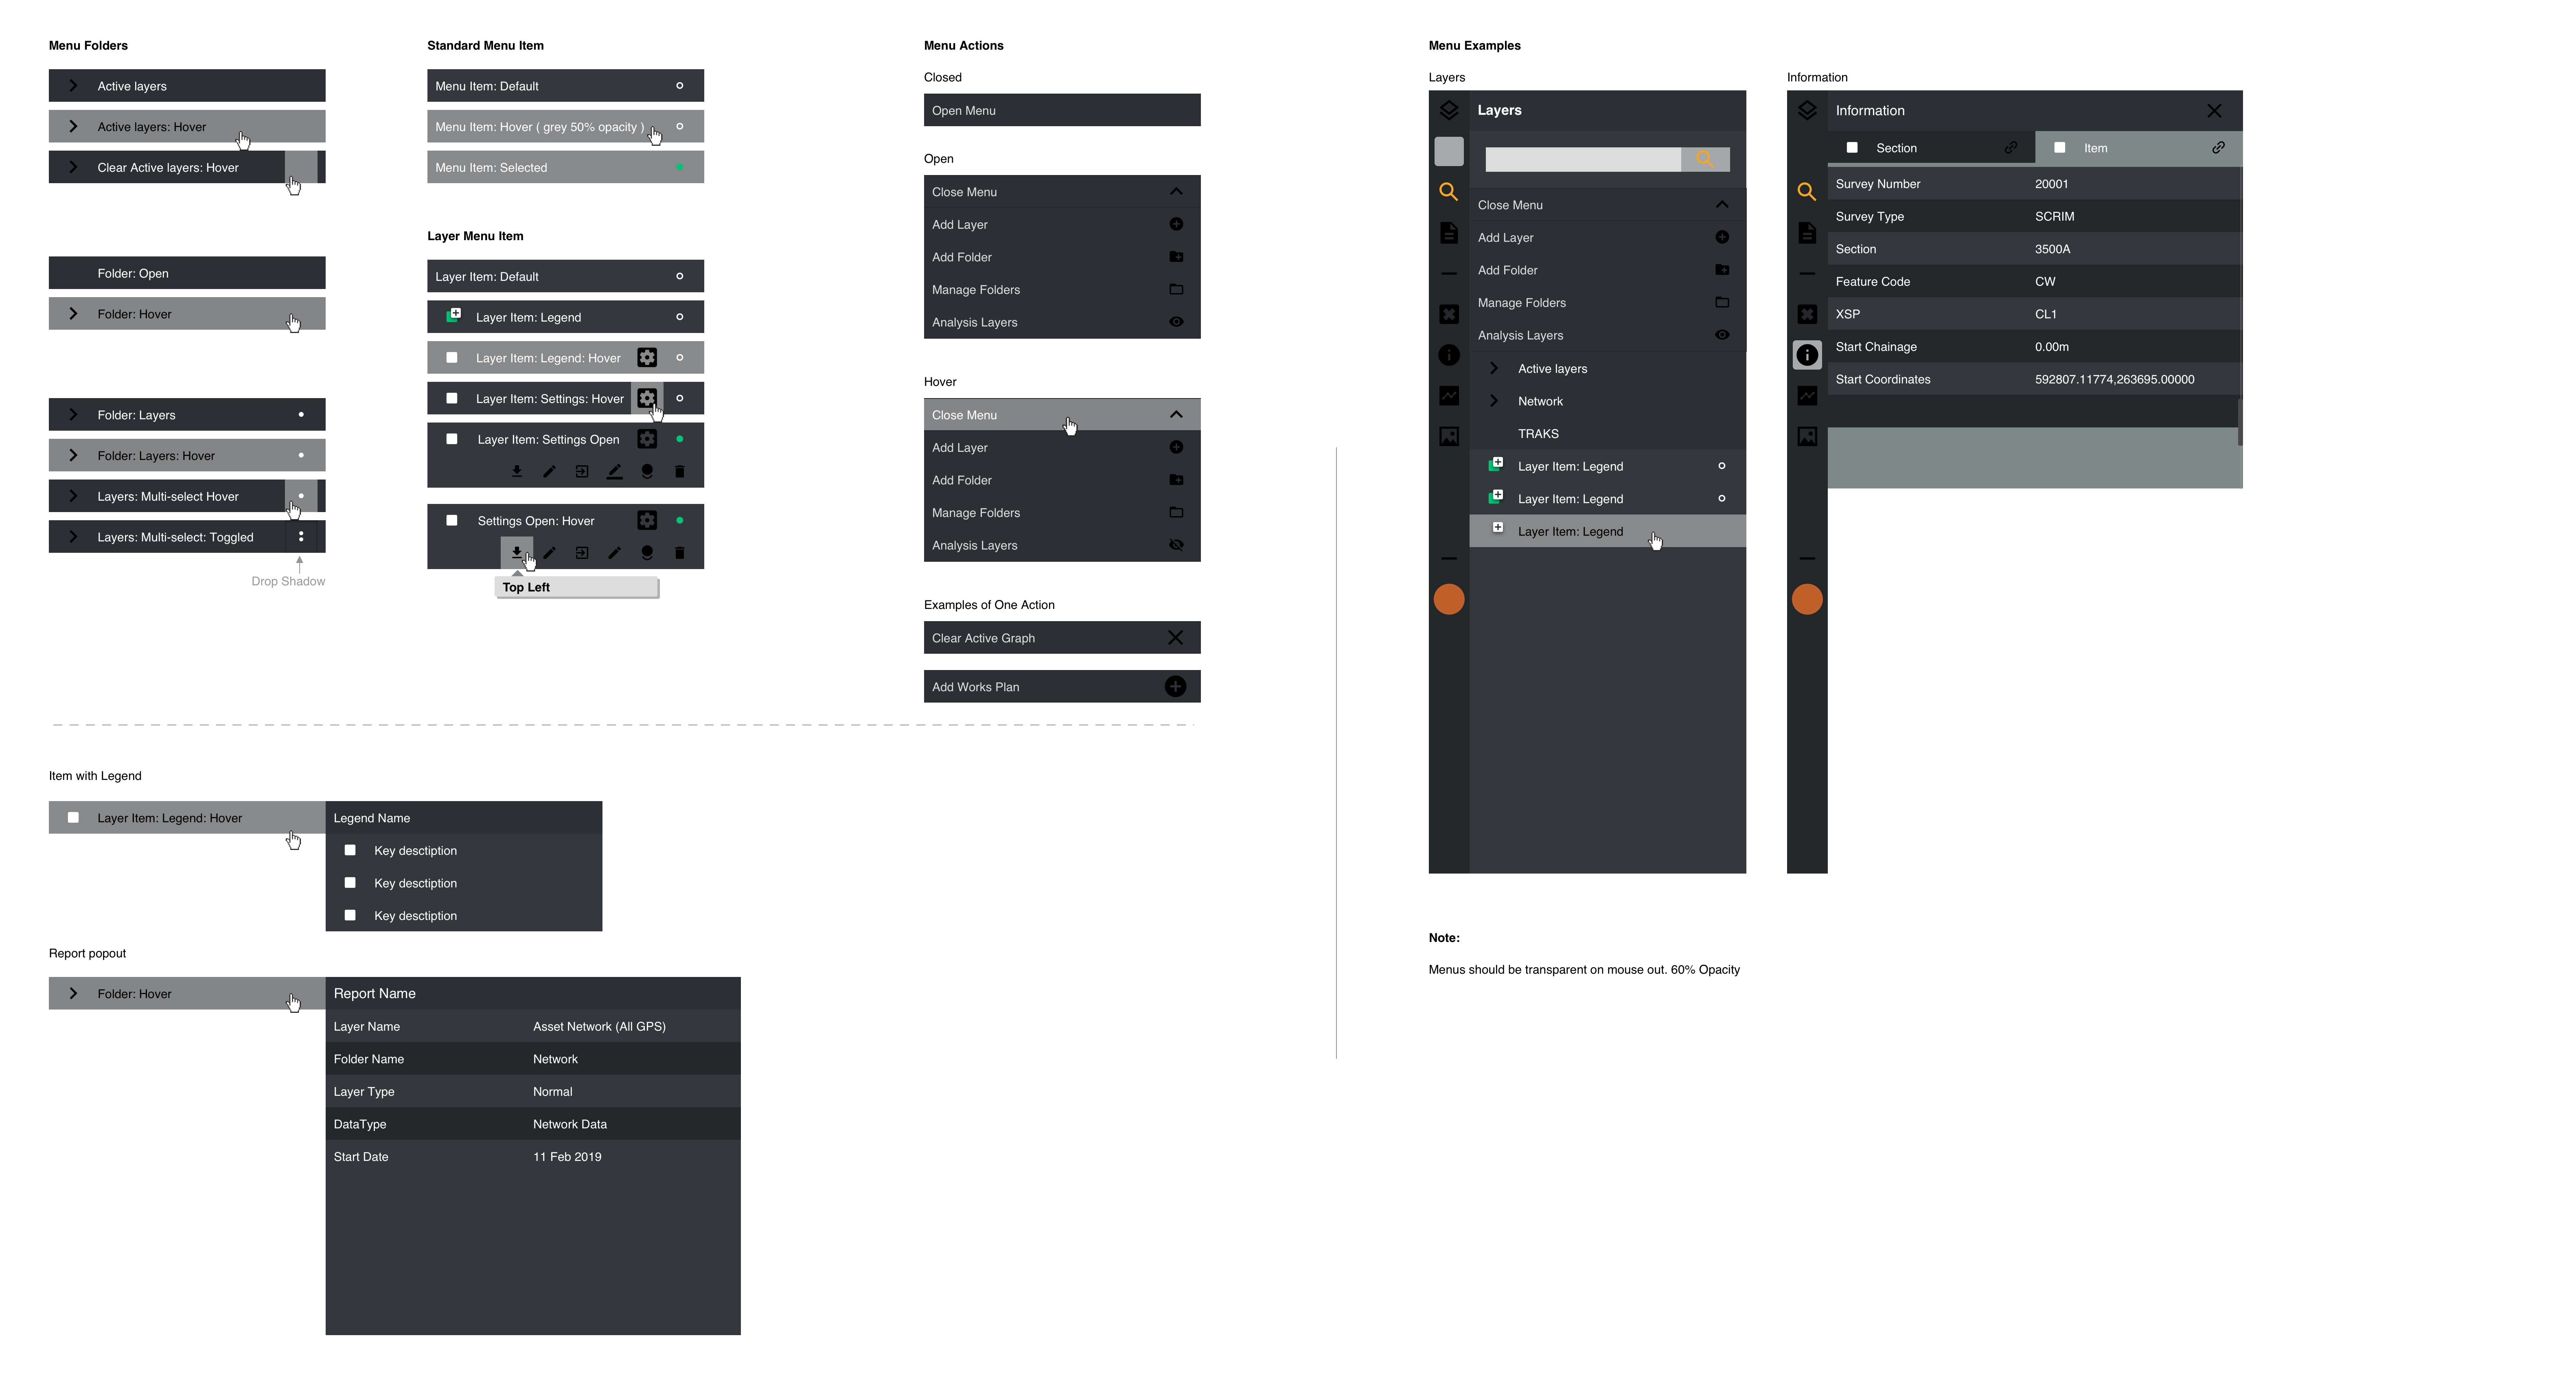 Menu Folders
Active layers
Active layers: Hover
Clear Active layers: Hover
Folder: Open
Folder: Hover
Folder: Layers
Folder: Layers: Hover
Layers: Multi-select Hover
Layers: Multi-select: Toggled
Drop Shadow
Standard Menu Item
Menu Item: Default
Menu Item: Hover ( grey 50% opacity )
Menu Item: Selected
Layer Menu Item
Layer Item: Default
Layer Item: Legend
Layer Item: Legend: Hover
Layer Item: Settings: Hover
Layer Item: Settings Open
Settings Open: Hover
Top Left
Menu Actions
Closed
Open Menu
Open
Close Menu
Add Layer
Add Folder
Manage Folders
Analysis Layers
Hover
Close Menu
Add Layer
Add Folder
Manage Folders
Analysis Layers
Examples of One Action
Clear Active Graph
Add Works Plan
Item with Legend
Layer Item: Legend: Hover
Legend Name
Key desctiption
Key desctiption
Key desctiption
Report popout
Folder: Hover
Report Name
Layer Name Asset Network (All GPS)
Folder Name Network
Layer Type Normal
DataType Network Data
Start Date 11 Feb 2019
Menu Examples
Layers
Layers
Close Menu
Add Layer
Add Folder
Manage Folders
Analysis Layers
Active layers
Network
TRAKS
Layer Item: Legend
Layer Item: Legend
Layer Item: Legend
Information
Information
Section Item
Survey Number 20001
Survey Type SCRIM
Section 3500A
Feature Code CW
XSP CL1
Start Chainage 0.00m
Start Coordinates 592807.11774,263695.00000
Note:
Menus should be transparent on mouse out. 60% Opacity